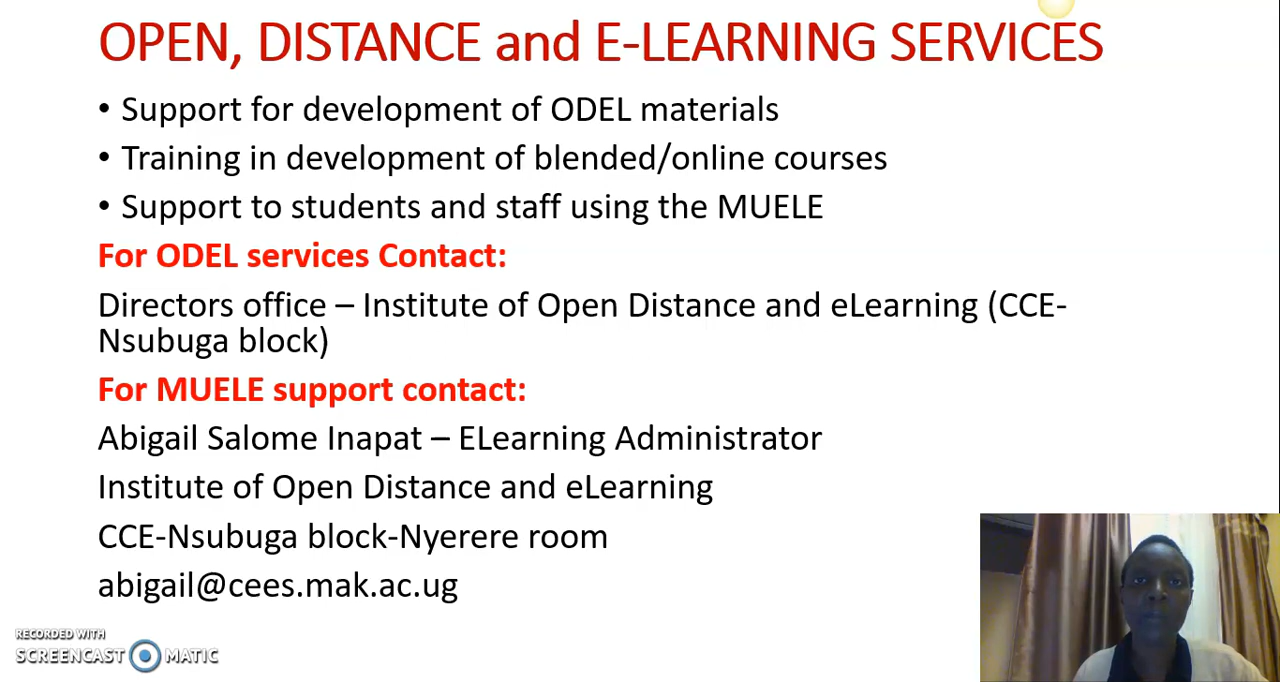 OPEN, DISTANCE and E-LEARNING SERVICES
• Support for development of ODEL materials
• Training in development of blended/online courses
• Support to students and staff using the MUELE
For ODEL services Contact:
Directors office – Institute of Open Distance and eLearning (CCE-
Nsubuga block)
For MUELE support contact:
Abigail Salome Inapat – ELearning Administrator
Institute of Open Distance and eLearning
CCE-Nsubuga block-Nyerere room
abigail@cees.mak.ac.ug
RECORDED WITH
SCREENCAST MATIC